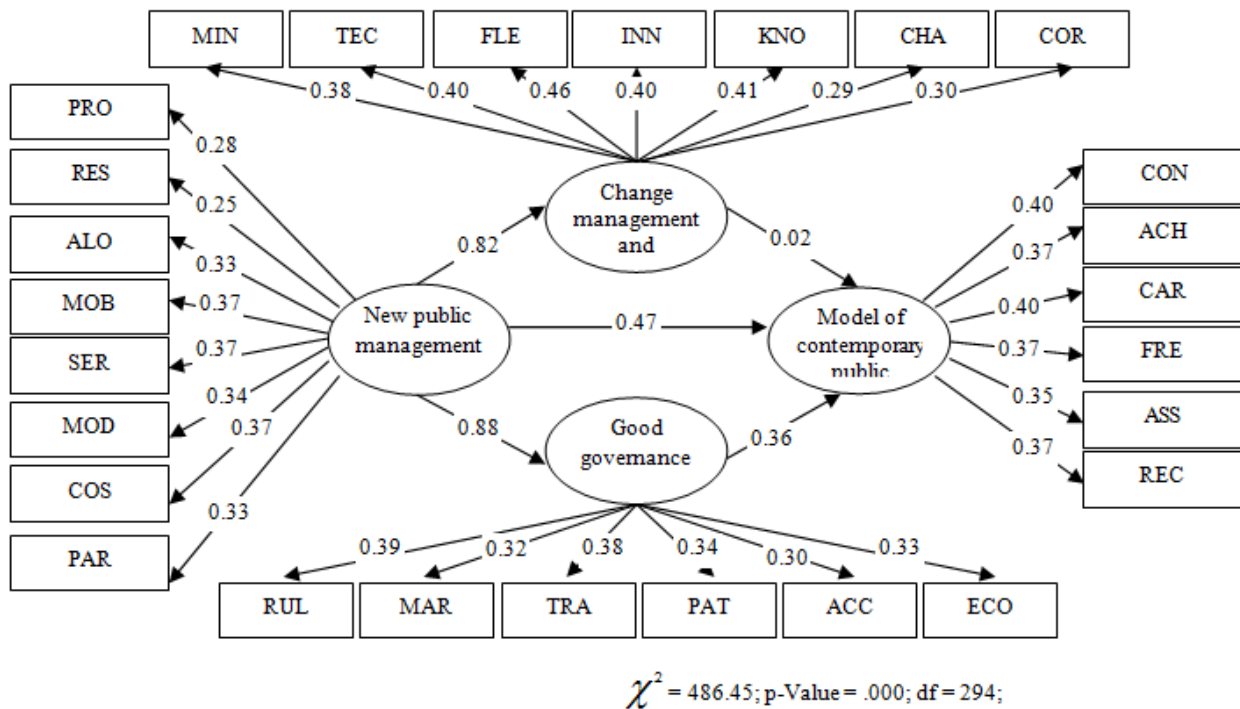 MIN TEC FLE INN KNO CHA COR
0.38 0.40 0.46 0.40 0.41 0.29 0.30
PRO
0.28
RES
0.25
ALO
0.33
MOB
0.37
SER
0.37
MOD
0.34
COS
0.37
PAR
0.33
Change
management
and
0.82
0.02
New public
management
0.47
Model of
contemporary
public
0.88
Good
governance
0.36
CON
0.40
ACH
0.37
CAR
0.40
FRE
0.37
ASS
0.35
REC
0.37
0.39 0.32 0.38 0.34 0.30 0.33
RUL MAR TRA PAT ACC ECO
χ² = 486.45; p-Value = .000; df = 294;